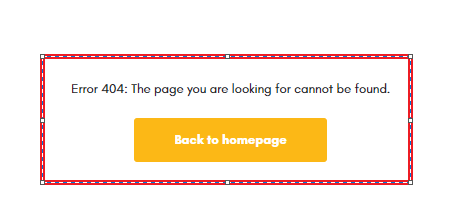 Error 404: The page you are looking for cannot be found.
Back to homepage